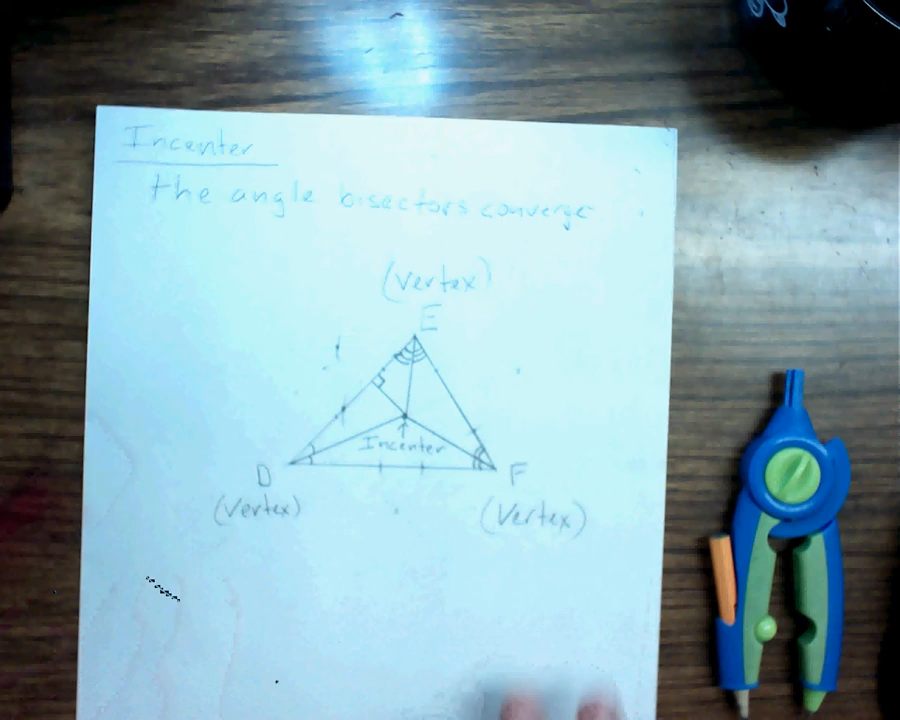 Incenter
the angle bisectors converge
(vertex)
E
Incenter
D
F
(Vertex)
(Vertex)